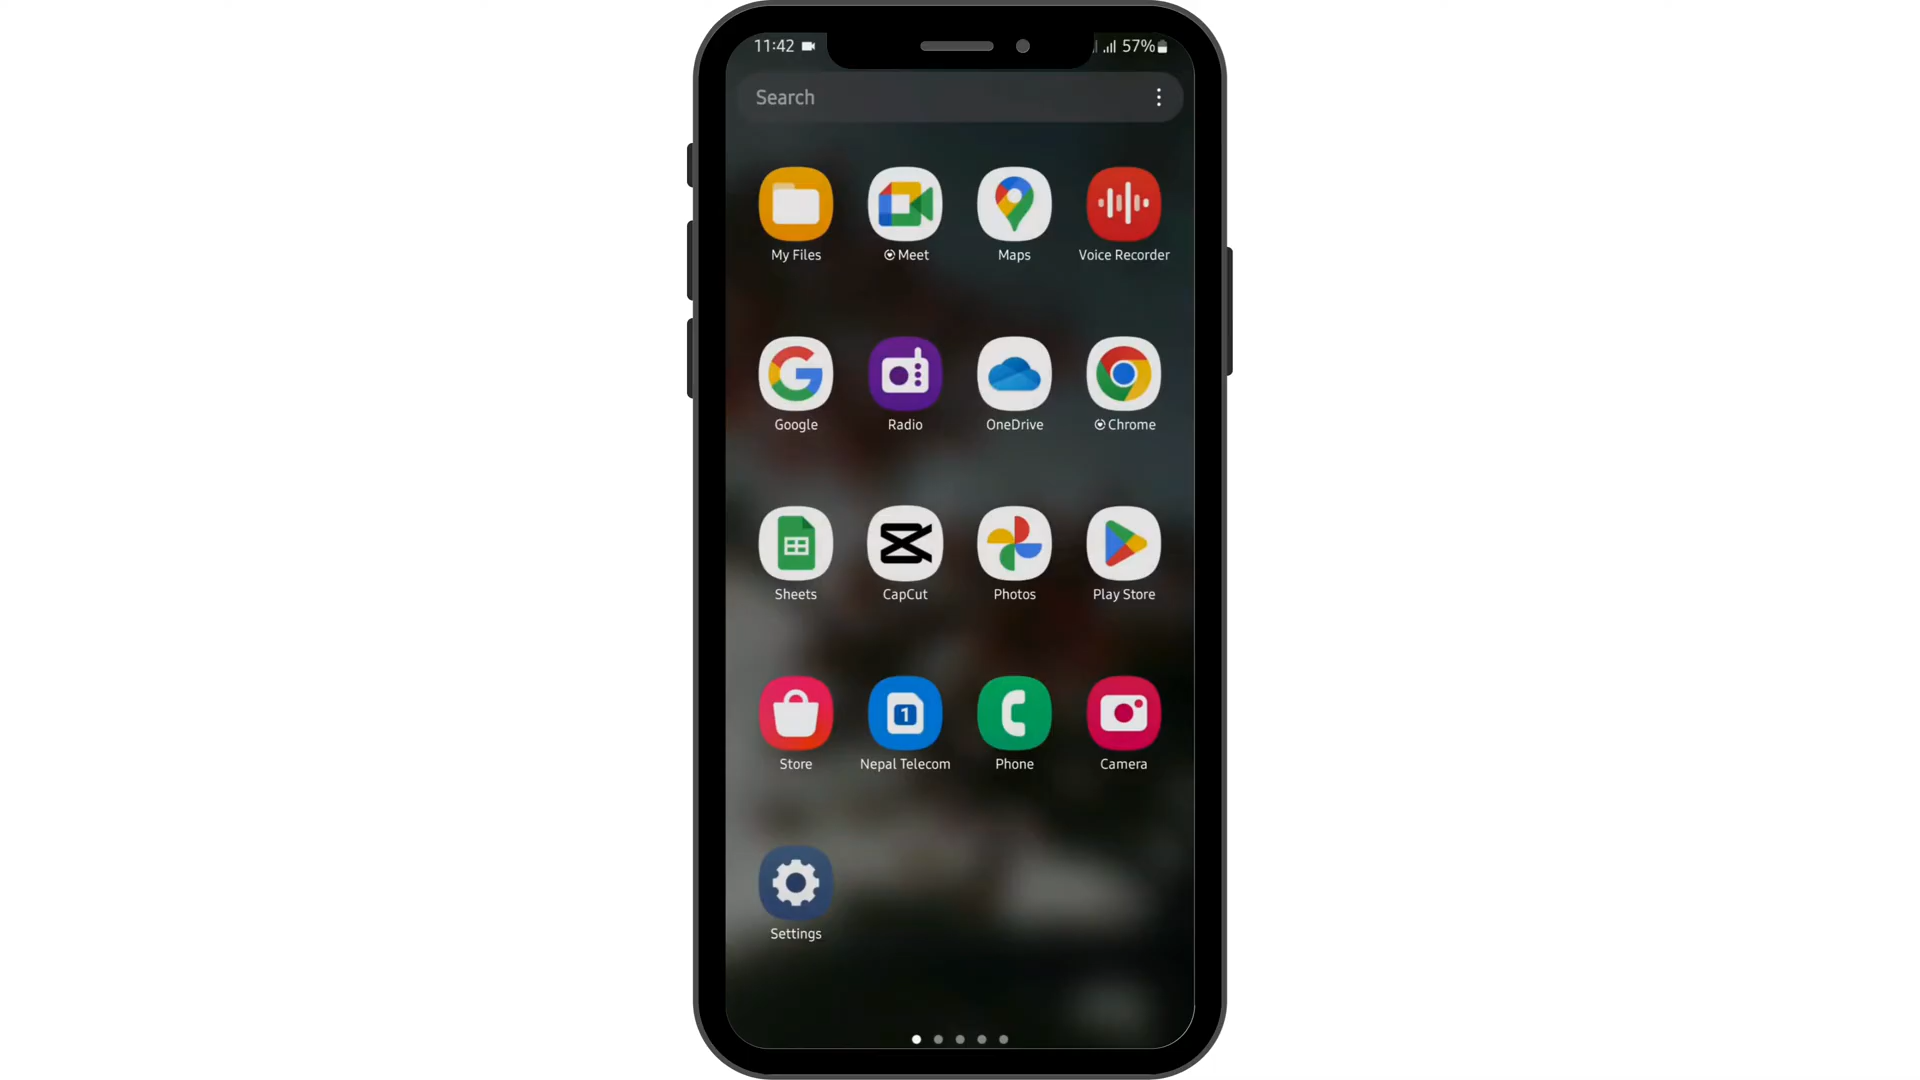 11:42 57%
Search
My Files Meet Maps Voice Recorder
Google Radio OneDrive Chrome
Sheets CapCut Photos Play Store
1
Store Nepal Telecom Phone Camera
Settings